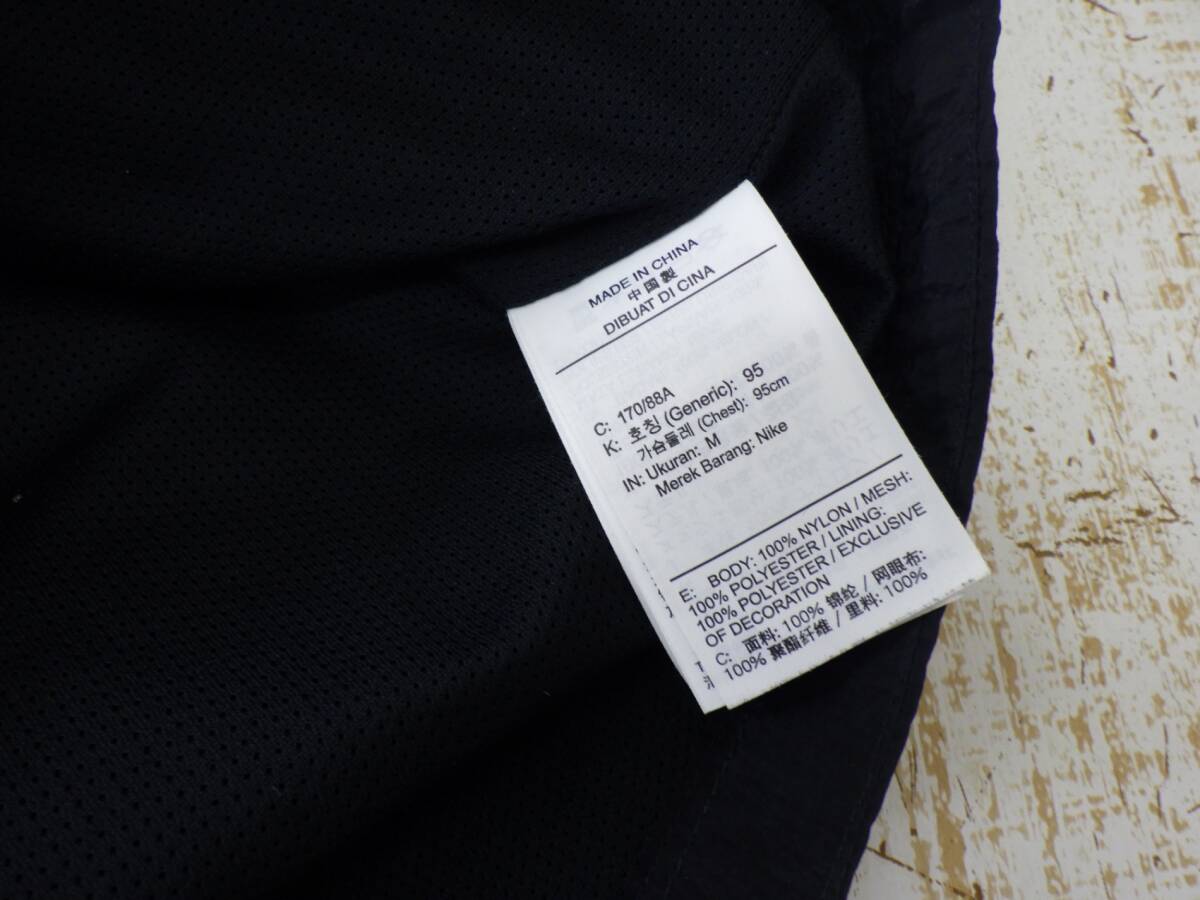 MADE IN CHINA
中国製
DIBUAT DI CINA
C: 170/88A
K: 호칭 (Generic): 95
가슴둘레 (Chest): 95cm
IN: Ukuran: M
Merek Barang: Nike
E: BODY: 100% NYLON / MESH:
100% POLYESTER / LINING:
100% POLYESTER / EXCLUSIVE
OF DECORATION
C: 面料: 100% 锦纶 / 网眼布:
100% 聚酯纤维 / 里料: 100%